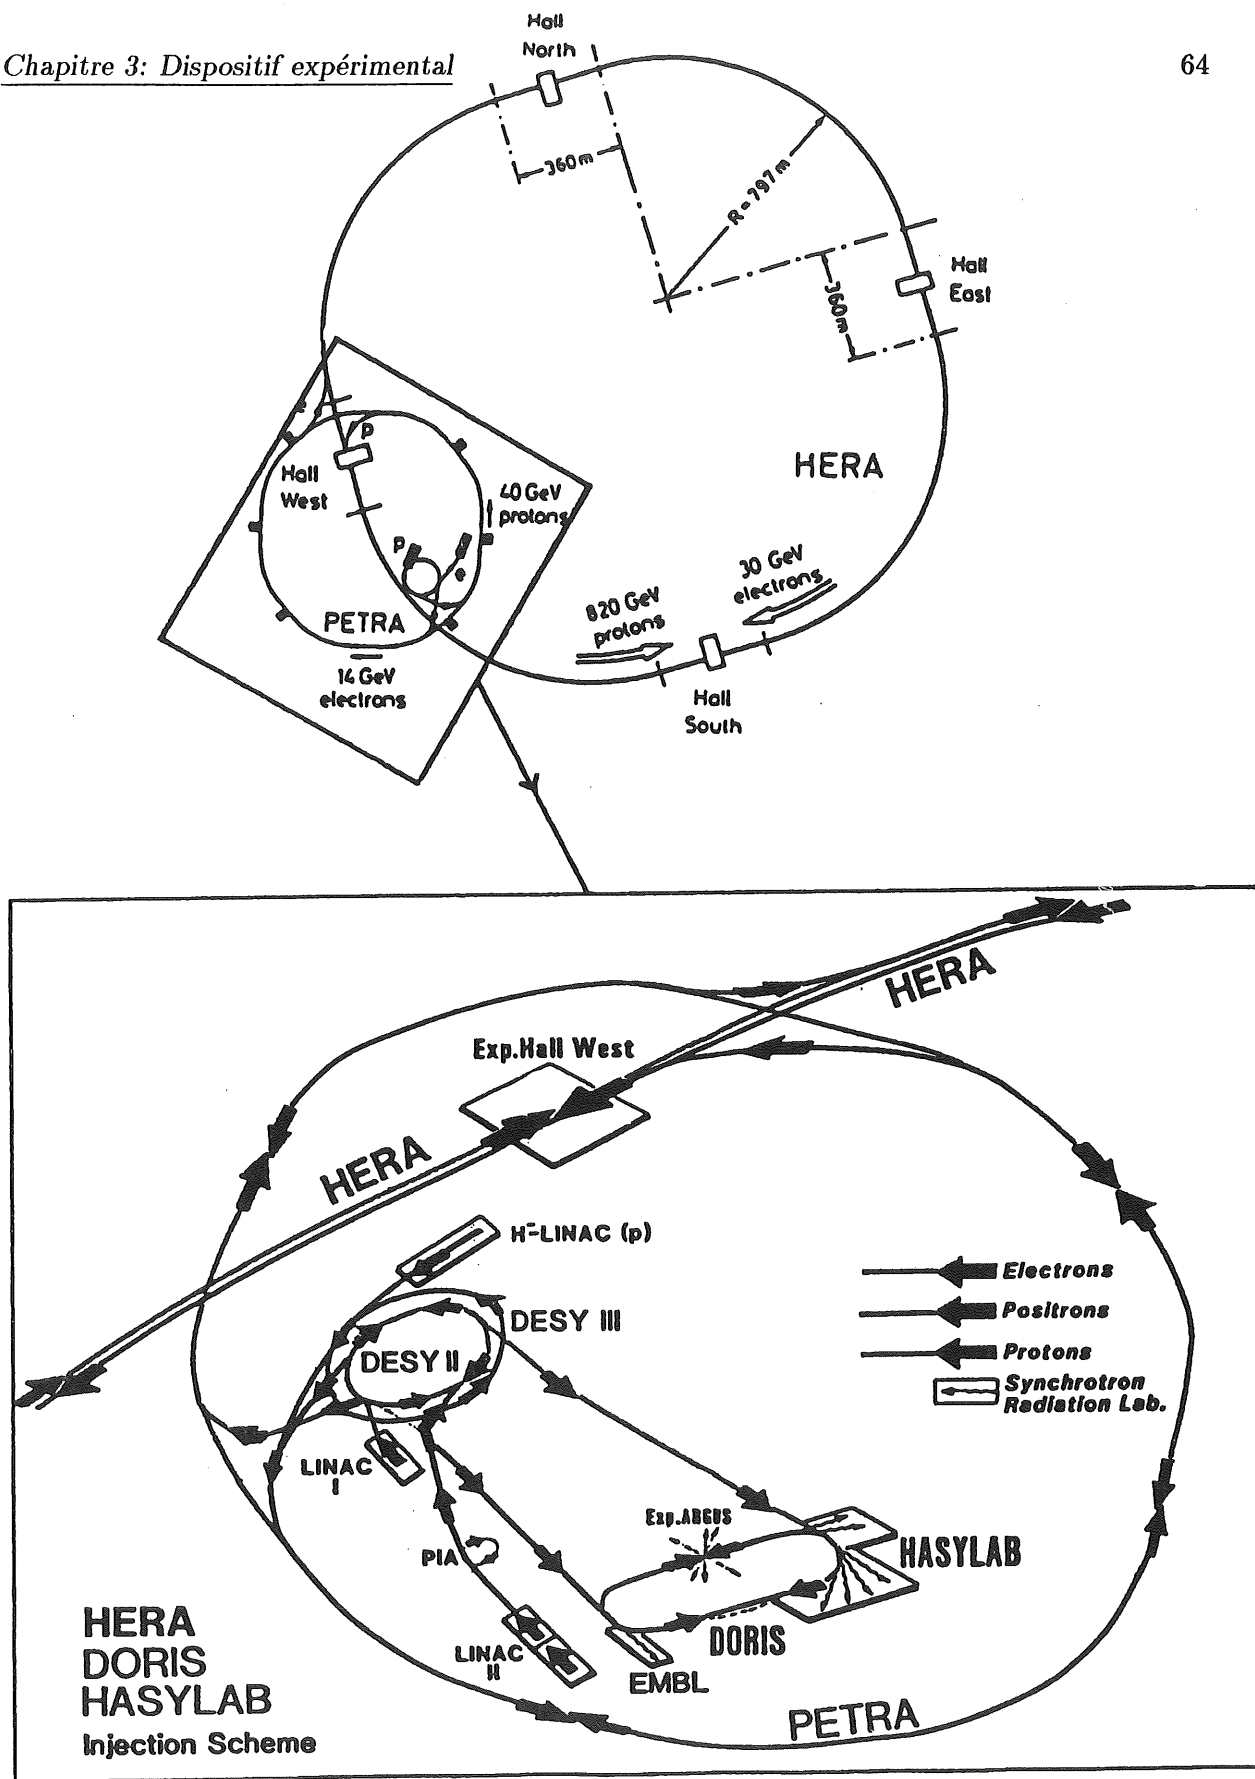 Hall
North
Chapitre 3: Dispositif expérimental
64
360m
R=797m
Hall
East
360m
HERA
p
Hall
West
40 GeV
protons
p
e
PETRA
14 GeV
electrons
820 GeV
protons
30 GeV
electrons
Hall
South
HERA
Exp.Hall West
HERA
H⁻-LINAC (p)
DESY III
DESY II
Electrons
Positrons
Protons
Synchrotron
Radiation Lab.
LINAC
I
Exp.ARGUS
PIA
HASYLAB
DORIS
LINAC
II
EMBL
PETRA
HERA
DORIS
HASYLAB
Injection Scheme